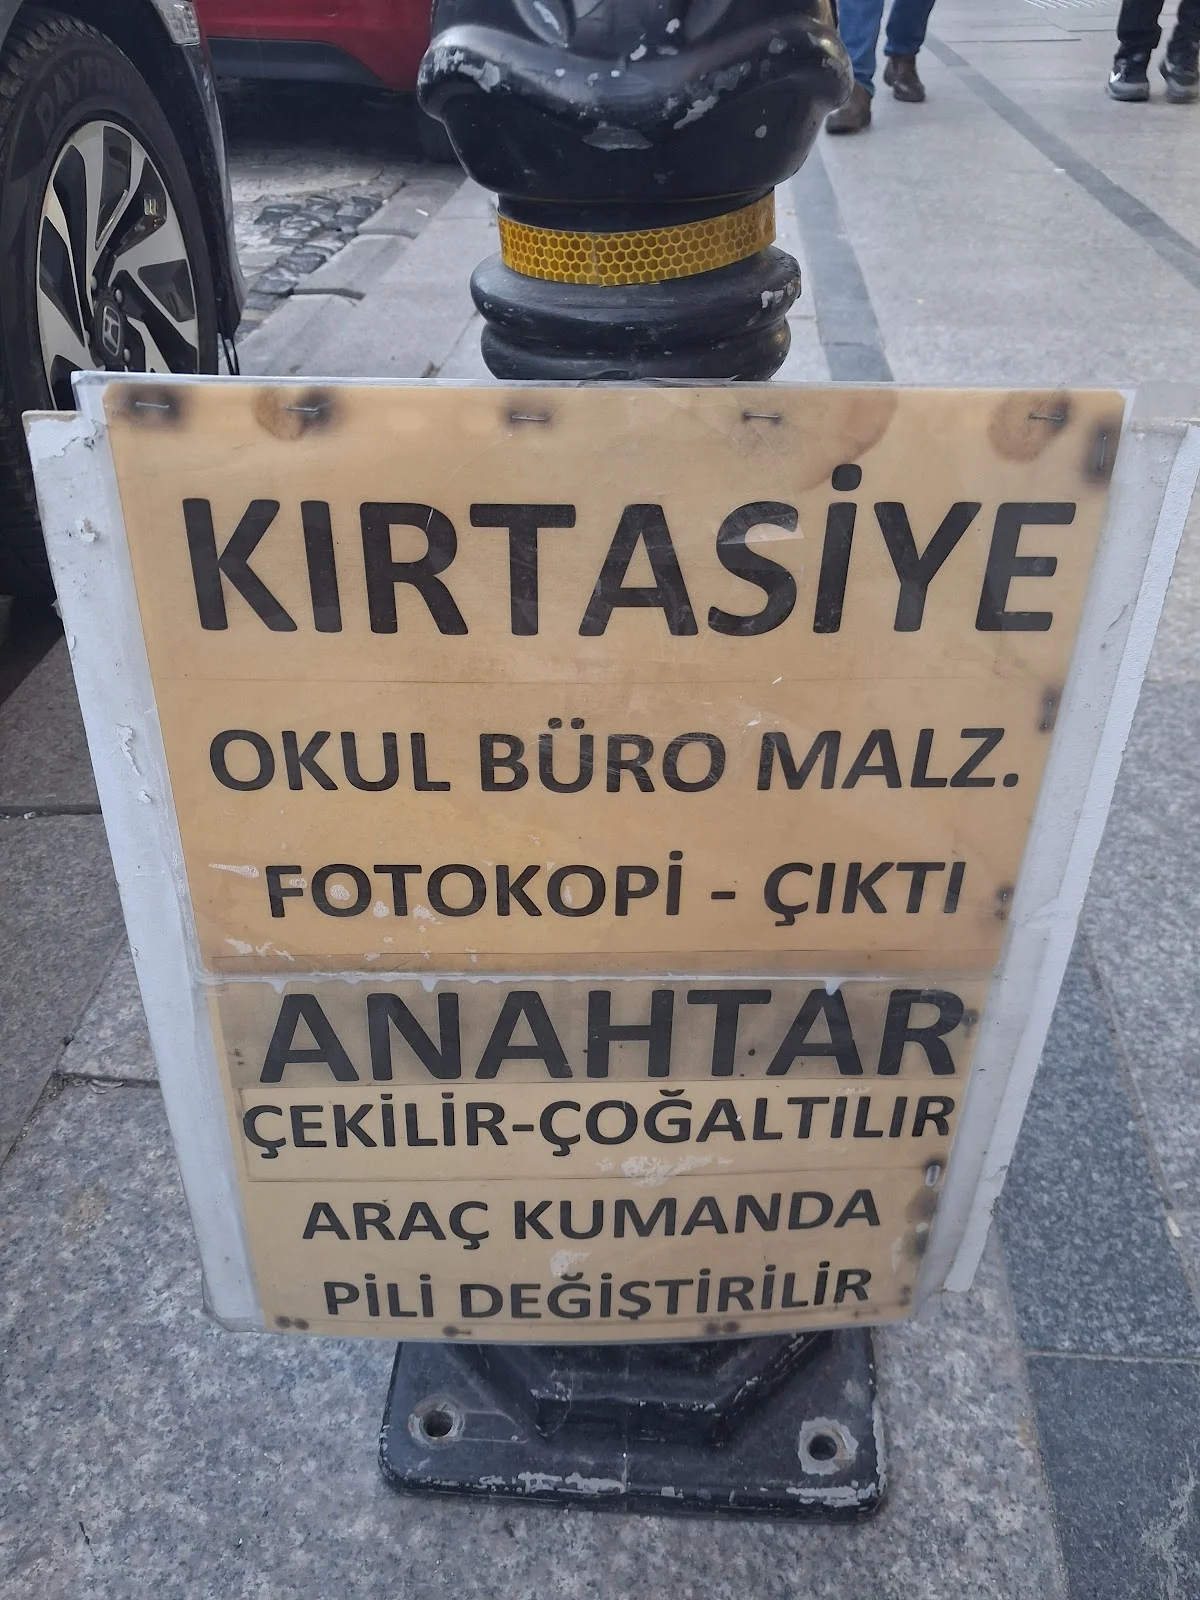 DAYTON
KIRTASİYE
OKUL BÜRO MALZ.
FOTOKOPİ - ÇIKTI
ANAHTAR
ÇEKİLİR-ÇOĞALTILIR
ARAÇ KUMANDA
PİLİ DEĞİŞTİRİLİR